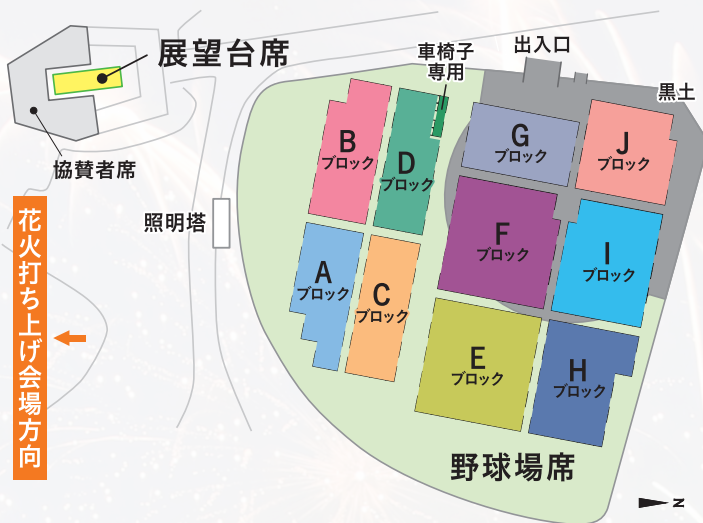 展望台席
協賛者席
花火打ち上げ会場方向
照明塔
車椅子
専用
出入口
黒土
B
ブロック
D
ブロック
G
ブロック
J
ブロック
F
ブロック
I
ブロック
A
ブロック
C
ブロック
E
ブロック
H
ブロック
野球場席
N